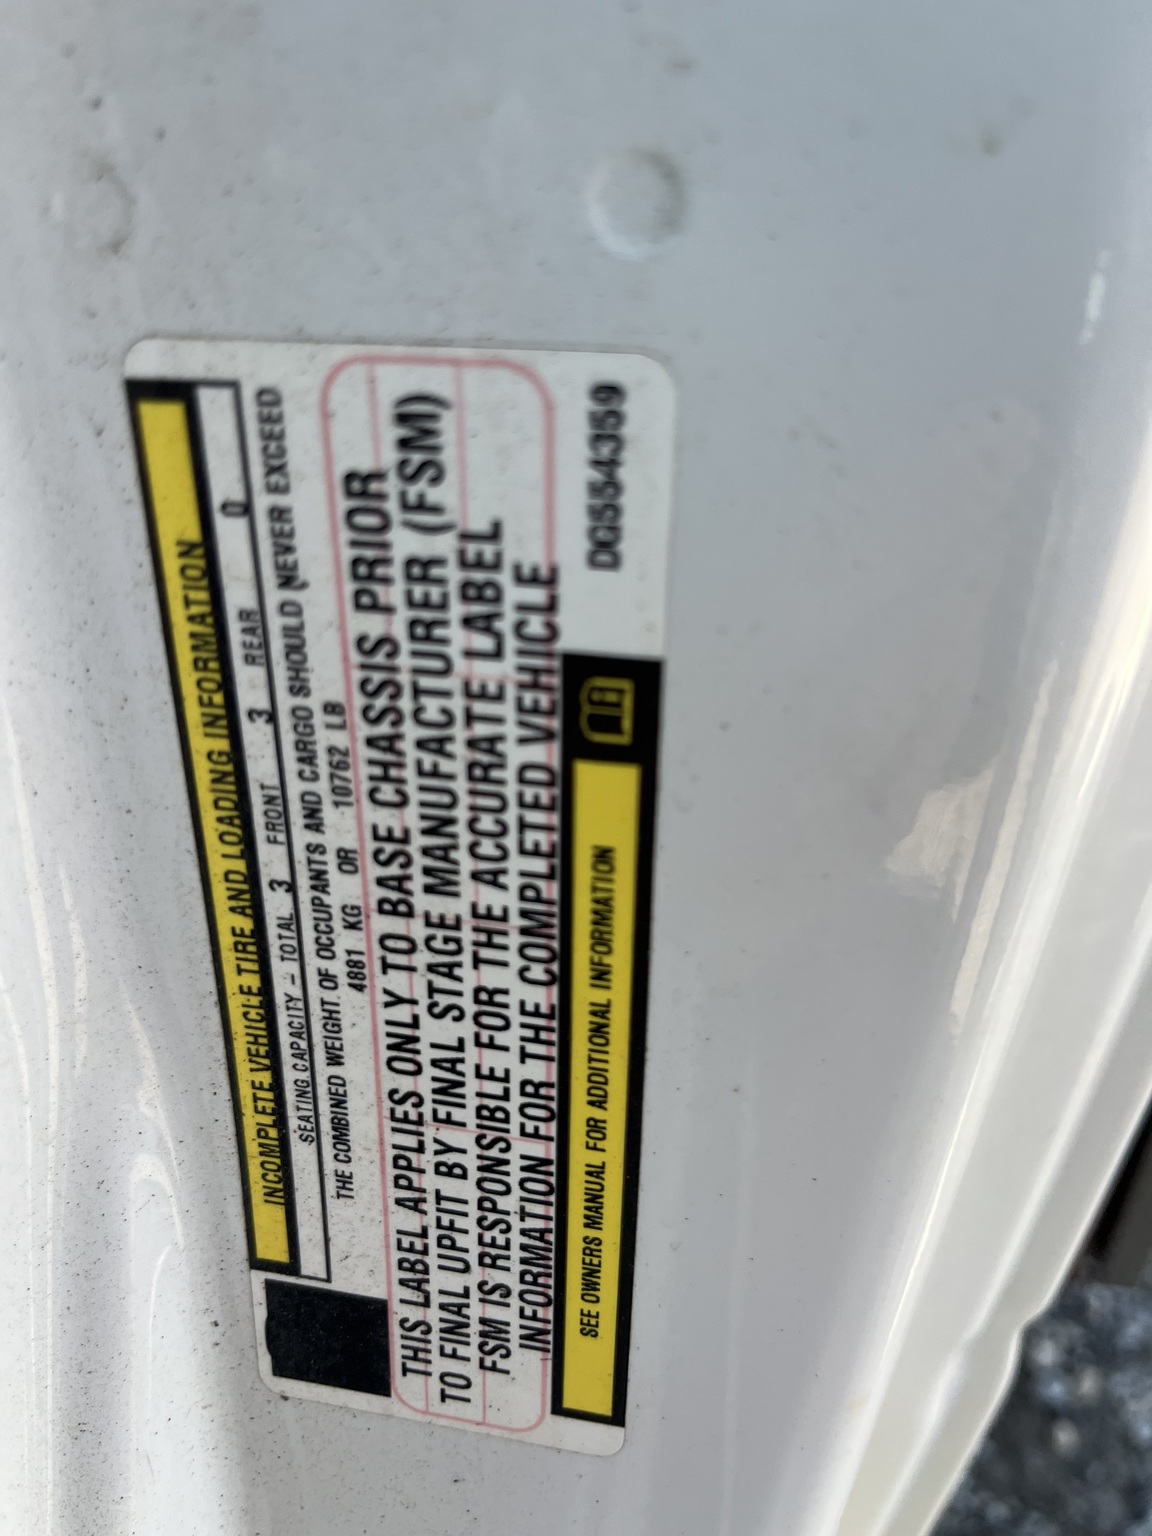 INCOMPLETE VEHICLE TIRE AND LOADING INFORMATION
SEATING CAPACITY - TOTAL 3 FRONT 3 REAR 0
THE COMBINED WEIGHT OF OCCUPANTS AND CARGO SHOULD NEVER EXCEED
4881 KG OR 10762 LB
THIS LABEL APPLIES ONLY TO BASE CHASSIS PRIOR
TO FINAL UPFIT BY FINAL STAGE MANUFACTURER (FSM)
FSM IS RESPONSIBLE FOR THE ACCURATE LABEL
INFORMATION FOR THE COMPLETED VEHICLE
SEE OWNERS MANUAL FOR ADDITIONAL INFORMATION
DG554359